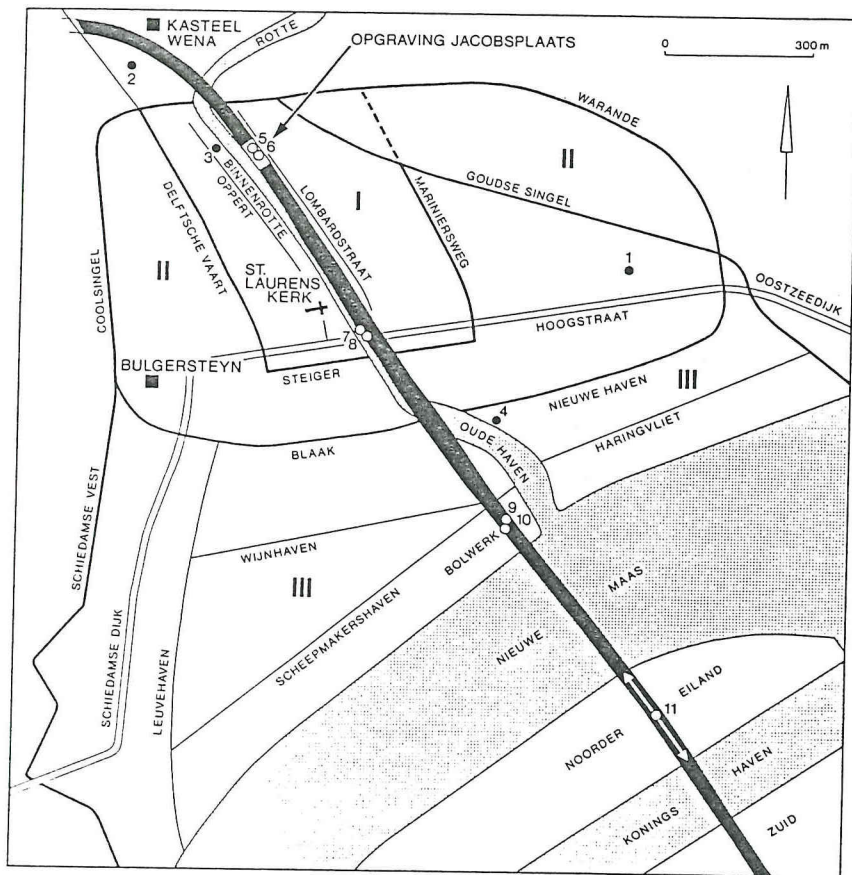 KASTEEL
WENA
ROTTE
OPGRAVING JACOBSPLAATS
0 300 m
2
WARANDE
5
6
3
II
BINNENROTTE
OPPERT
I
GOUDSE SINGEL
LOMBARDSTRAAT
MARINIERSWEG
DELFTSCHE VAART
COOLSINGEL
II
1
ST.
LAURENS
KERK
OOSTZEEDIJK
HOOGSTRAAT
7
8
BULGERSTEYN
STEIGER
NIEUWE HAVEN
III
4
HARINGVLIET
OUDE HAVEN
BLAAK
SCHIEDAMSE VEST
9
10
WIJNHAVEN
BOLWERK
MAAS
III
SCHEEPMAKERSHAVEN
NIEUWE
SCHIEDAMSE DIJK
LEUVEHAVEN
EILAND
11
NOORDER
HAVEN
KONINGS
ZUID